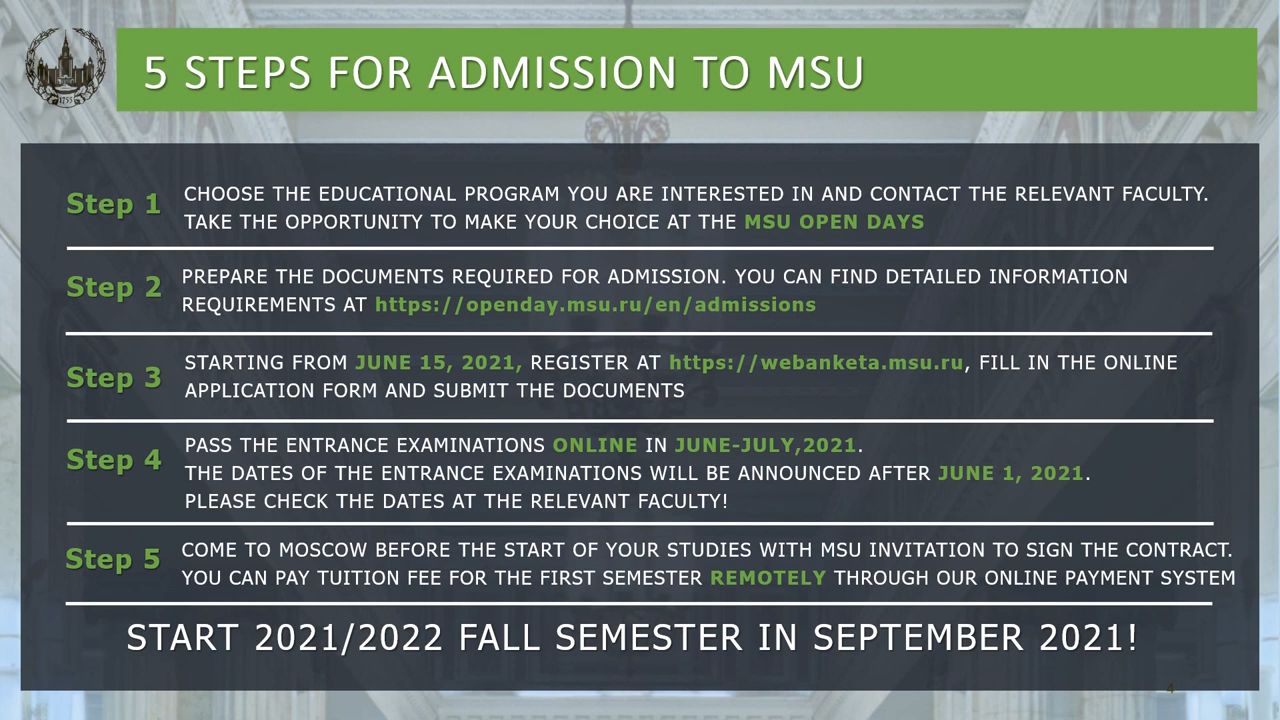 5 STEPS FOR ADMISSION TO MSU
1755
Step 1
CHOOSE THE EDUCATIONAL PROGRAM YOU ARE INTERESTED IN AND CONTACT THE RELEVANT FACULTY.
TAKE THE OPPORTUNITY TO MAKE YOUR CHOICE AT THE MSU OPEN DAYS
Step 2
PREPARE THE DOCUMENTS REQUIRED FOR ADMISSION. YOU CAN FIND DETAILED INFORMATION
REQUIREMENTS AT https://openday.msu.ru/en/admissions
Step 3
STARTING FROM JUNE 15, 2021, REGISTER AT https://webanketa.msu.ru, FILL IN THE ONLINE
APPLICATION FORM AND SUBMIT THE DOCUMENTS
Step 4
PASS THE ENTRANCE EXAMINATIONS ONLINE IN JUNE-JULY,2021.
THE DATES OF THE ENTRANCE EXAMINATIONS WILL BE ANNOUNCED AFTER JUNE 1, 2021.
PLEASE CHECK THE DATES AT THE RELEVANT FACULTY!
Step 5
COME TO MOSCOW BEFORE THE START OF YOUR STUDIES WITH MSU INVITATION TO SIGN THE CONTRACT.
YOU CAN PAY TUITION FEE FOR THE FIRST SEMESTER REMOTELY THROUGH OUR ONLINE PAYMENT SYSTEM
START 2021/2022 FALL SEMESTER IN SEPTEMBER 2021!
4